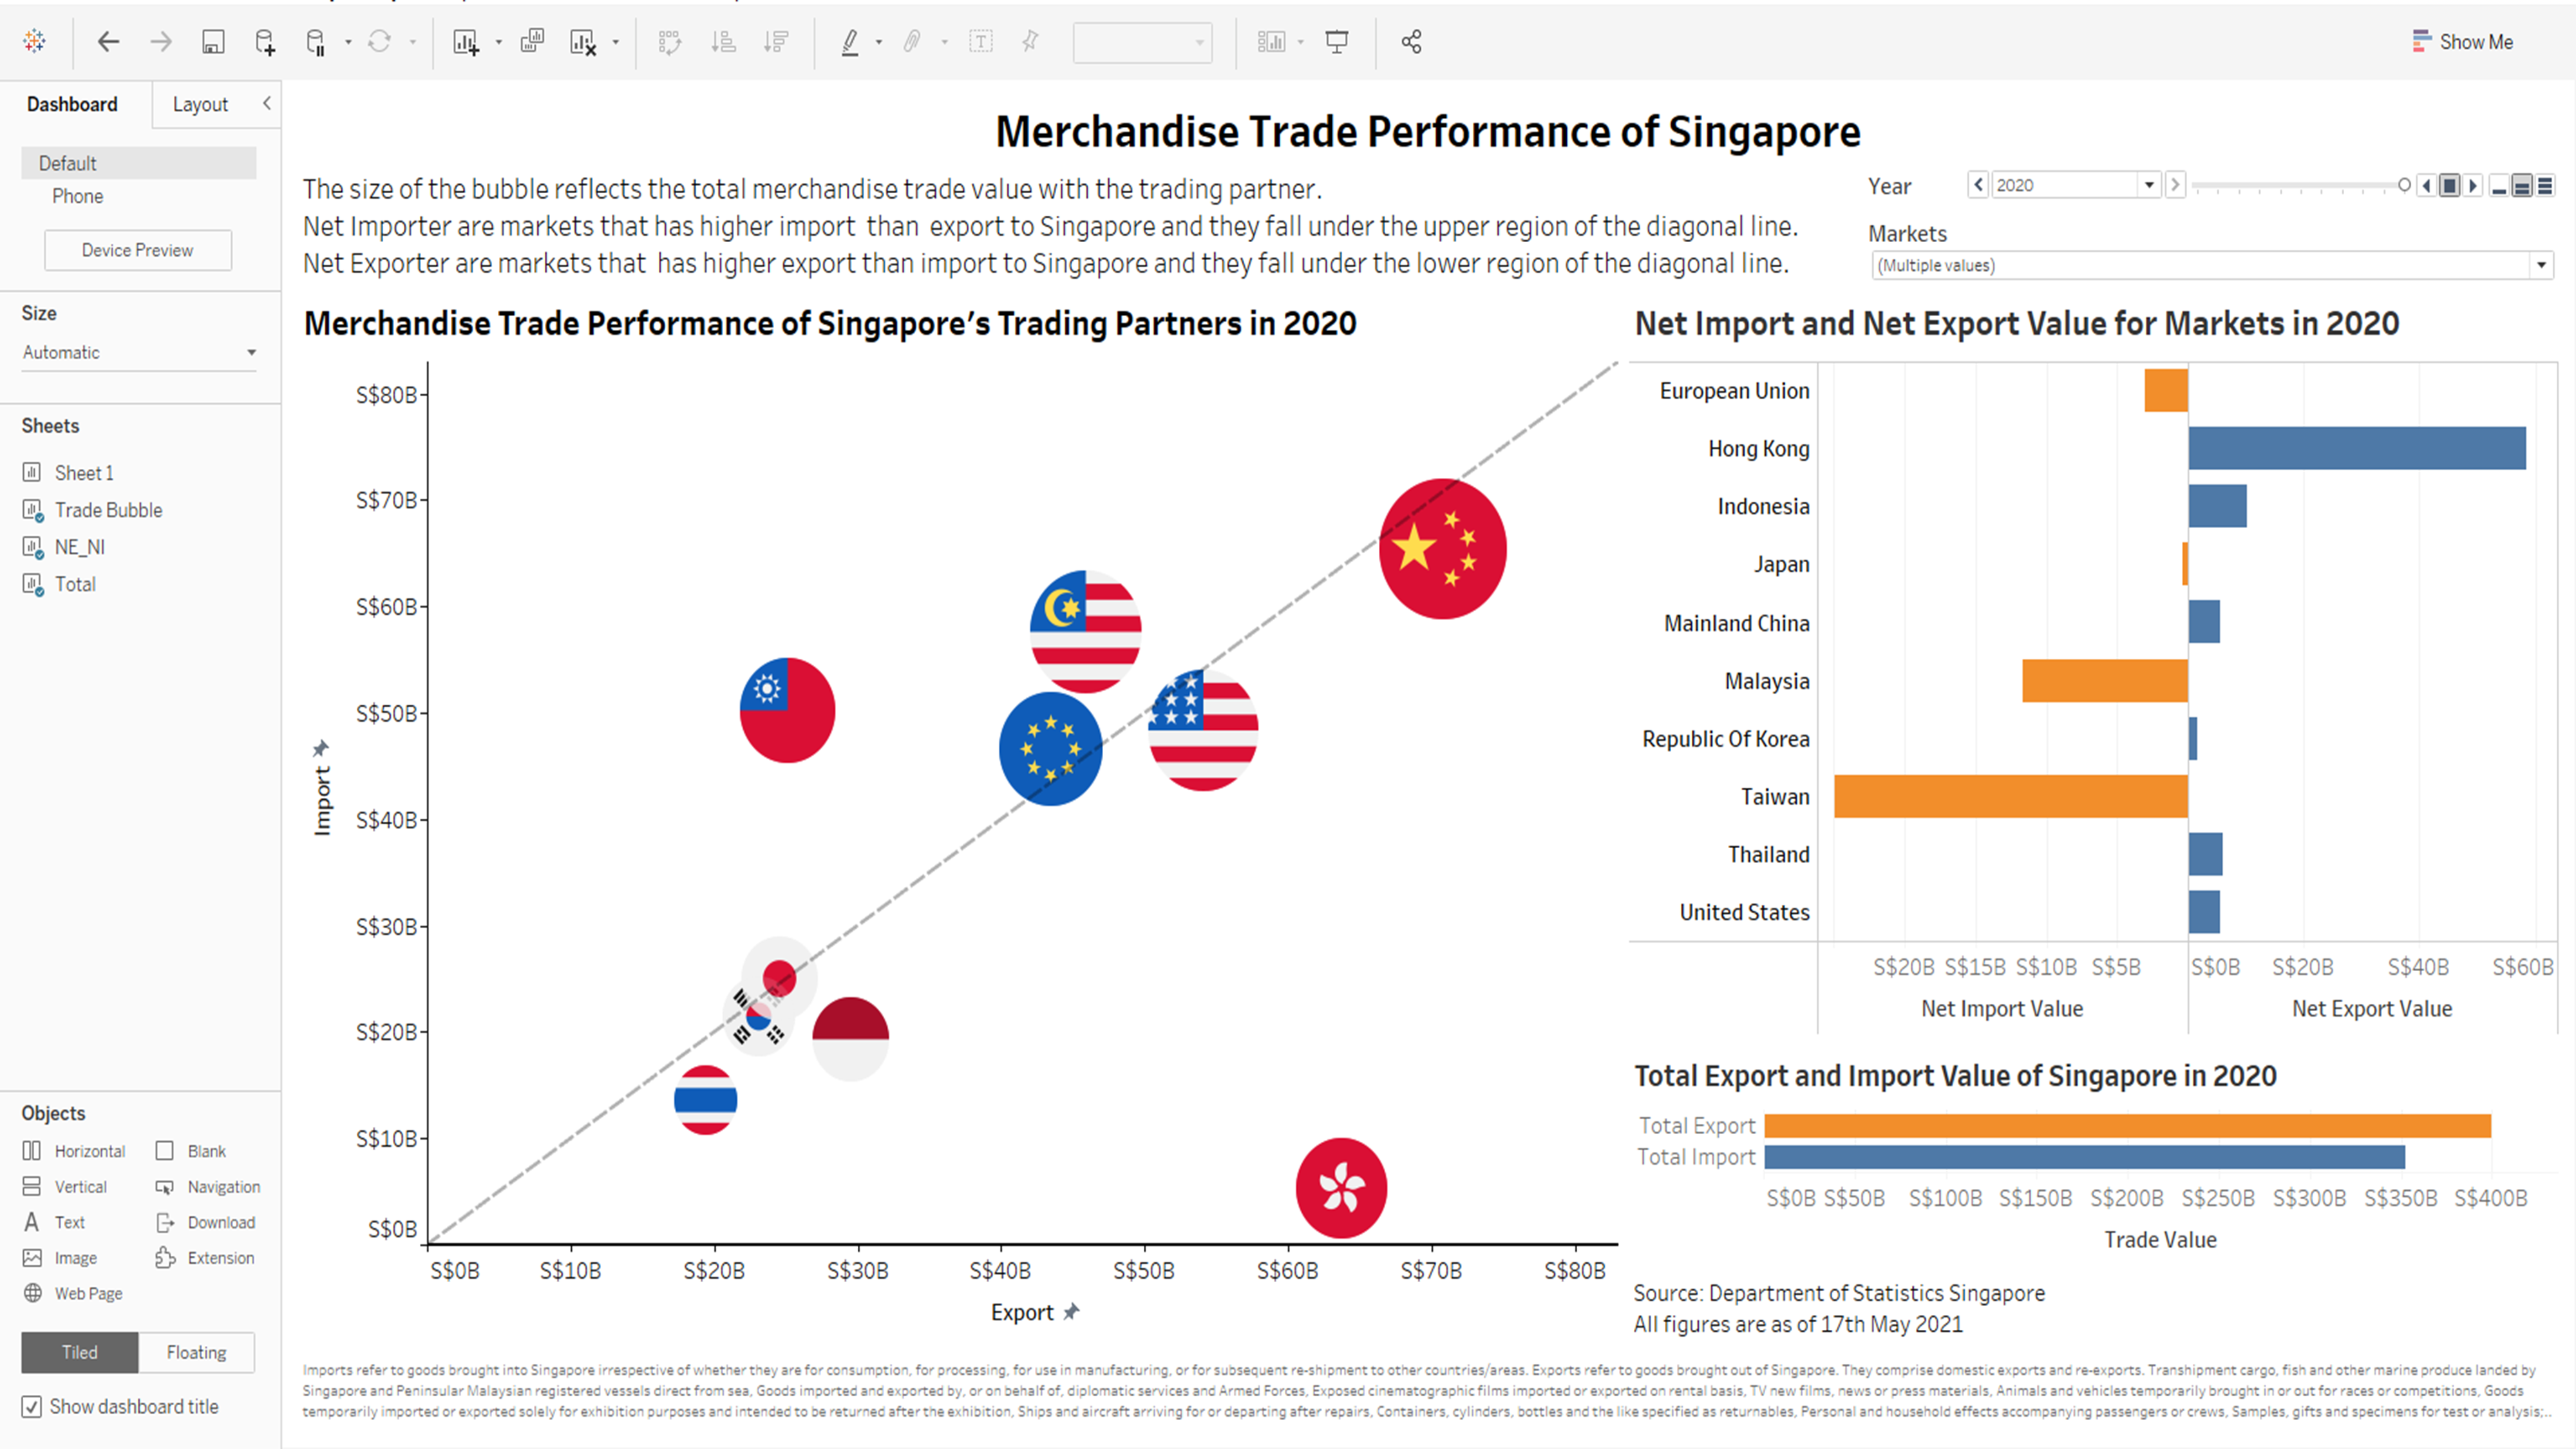 Show Me
Dashboard
Layout
Default
Phone
Device Preview
Size
Automatic
Sheets
Sheet 1
Trade Bubble
NE_NI
Total
Objects
Horizontal
Blank
Vertical
Navigation
Text
Download
Image
Extension
Web Page
Tiled
Floating
Show dashboard title
Merchandise Trade Performance of Singapore
The size of the bubble reflects the total merchandise trade value with the trading partner.
Net Importer are markets that has higher import than export to Singapore and they fall under the upper region of the diagonal line.
Net Exporter are markets that has higher export than import to Singapore and they fall under the lower region of the diagonal line.
Year
2020
Markets
(Multiple values)
Merchandise Trade Performance of Singapore's Trading Partners in 2020
S$80B
S$70B
S$60B
S$50B
S$40B
S$30B
S$20B
S$10B
S$0B
Import
S$0B S$10B S$20B S$30B S$40B S$50B S$60B S$70B S$80B
Export
Net Import and Net Export Value for Markets in 2020
European Union
Hong Kong
Indonesia
Japan
Mainland China
Malaysia
Republic Of Korea
Taiwan
Thailand
United States
S$20B S$15B S$10B S$5B S$0B S$20B S$40B S$60B
Net Import Value
Net Export Value
Total Export and Import Value of Singapore in 2020
Total Export
Total Import
S$0B S$50B S$100B S$150B S$200B S$250B S$300B S$350B S$400B
Trade Value
Source: Department of Statistics Singapore
All figures are as of 17th May 2021
Imports refer to goods brought into Singapore irrespective of whether they are for consumption, for processing, for use in manufacturing, or for subsequent re-shipment to other countries/areas. Exports refer to goods brought out of Singapore. They comprise domestic exports and re-exports. Transhipment cargo, fish and other marine produce landed by
Singapore and Peninsular Malaysian registered vessels direct from sea, Goods imported and exported by, or on behalf of, diplomatic services and Armed Forces, Exposed cinematographic films imported or exported on rental basis, TV new films, news or press materials, Animals and vehicles temporarily brought in or out for races or competitions, Goods
temporarily imported or exported solely for exhibition purposes and intended to be returned after the exhibition, Ships and aircraft arriving for or departing after repairs, Containers, cylinders, bottles and the like specified as returnables, Personal and household effects accompanying passengers or crews, Samples, gifts and specimens for test or analysis;..